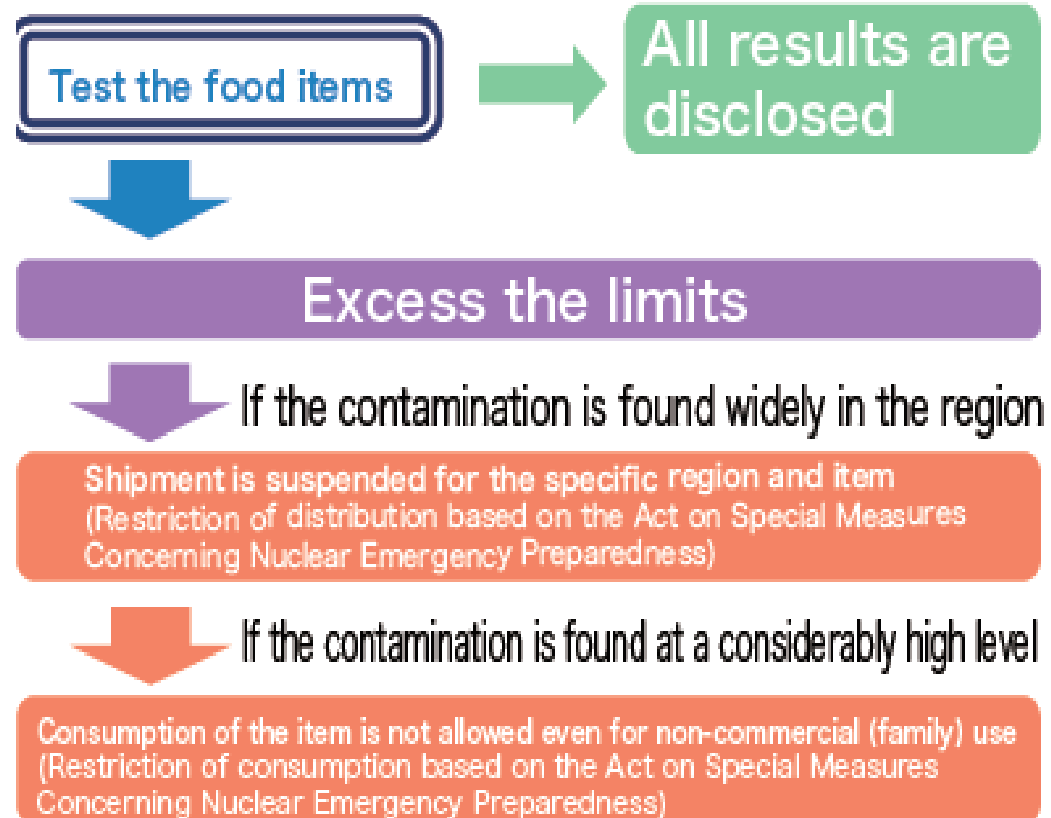 Test the food items
All results are
disclosed
Excess the limits
If the contamination is found widely in the region
Shipment is suspended for the specific region and item
(Restriction of distribution based on the Act on Special Measures
Concerning Nuclear Emergency Preparedness)
If the contamination is found at a considerably high level
Consumption of the item is not allowed even for non-commercial (family) use
(Restriction of consumption based on the Act on Special Measures
Concerning Nuclear Emergency Preparedness)